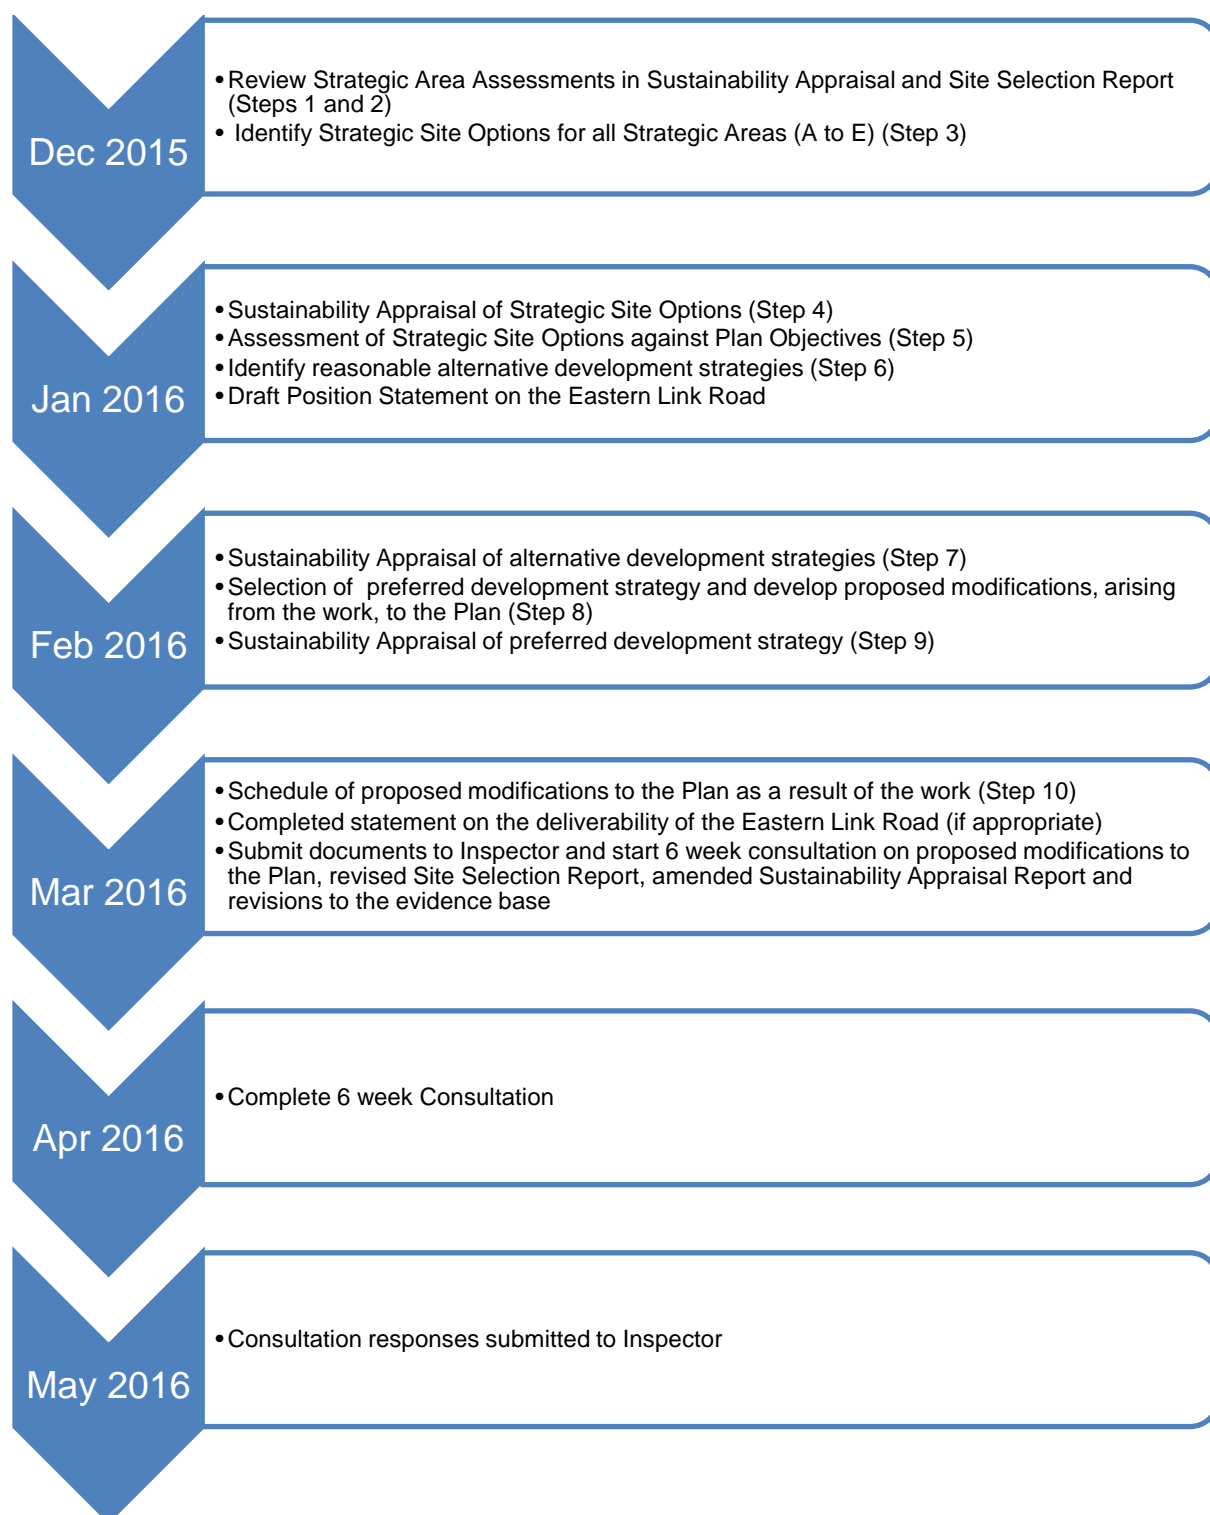 Dec 2015
•Review Strategic Area Assessments in Sustainability Appraisal and Site Selection Report
(Steps 1 and 2)
• Identify Strategic Site Options for all Strategic Areas (A to E) (Step 3)
Jan 2016
•Sustainability Appraisal of Strategic Site Options (Step 4)
•Assessment of Strategic Site Options against Plan Objectives (Step 5)
•Identify reasonable alternative development strategies (Step 6)
•Draft Position Statement on the Eastern Link Road
Feb 2016
•Sustainability Appraisal of alternative development strategies (Step 7)
•Selection of  preferred development strategy and develop proposed modifications, arising
from the work, to the Plan (Step 8)
•Sustainability Appraisal of preferred development strategy (Step 9)
Mar 2016
•Schedule of proposed modifications to the Plan as a result of the work (Step 10)
•Completed statement on the deliverability of the Eastern Link Road (if appropriate)
•Submit documents to Inspector and start 6 week consultation on proposed modifications to
the Plan, revised Site Selection Report, amended Sustainability Appraisal Report and
revisions to the evidence base
Apr 2016
•Complete 6 week Consultation
May 2016
•Consultation responses submitted to Inspector